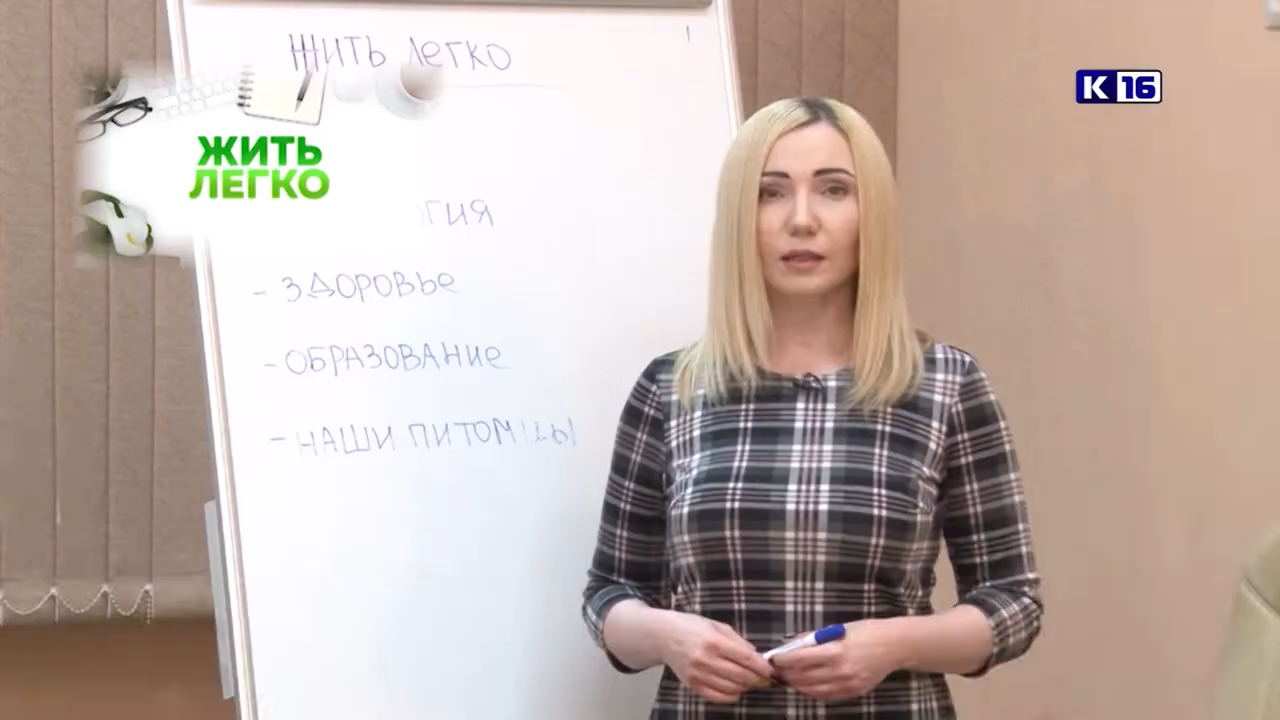 ЖИТЬ ЛЕГКО
К 16
ЖИТЬ
ЛЕГКО
- ЗДОРОВЬЕ
- ОБРАЗОВАНИЕ
- НАШИ ПИТОМЦЫ